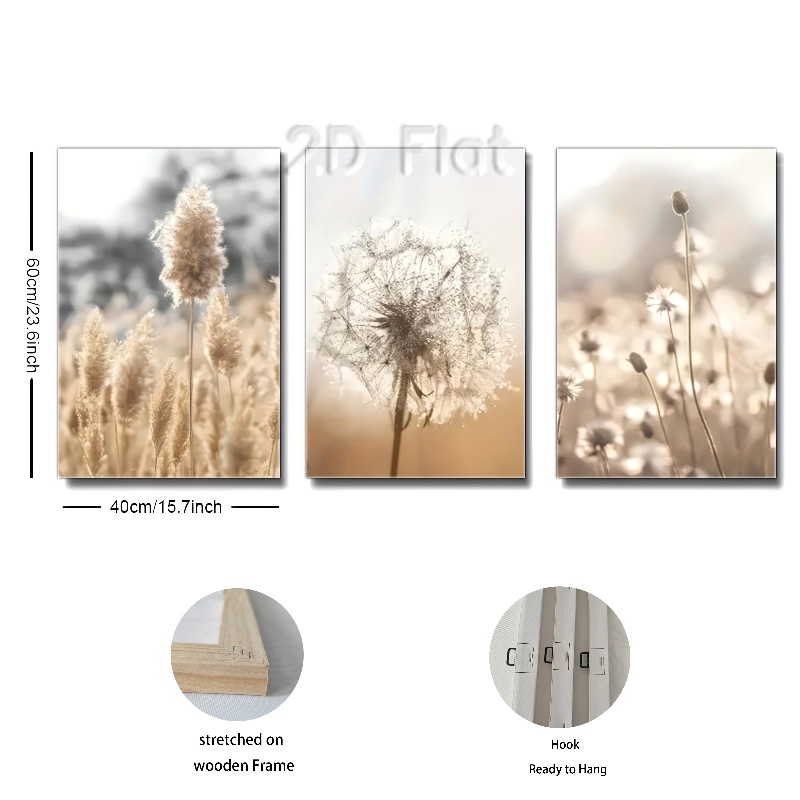 2D Flat
60cm/23.6inch
40cm/15.7inch
stretched on
wooden Frame
Hook
Ready to Hang